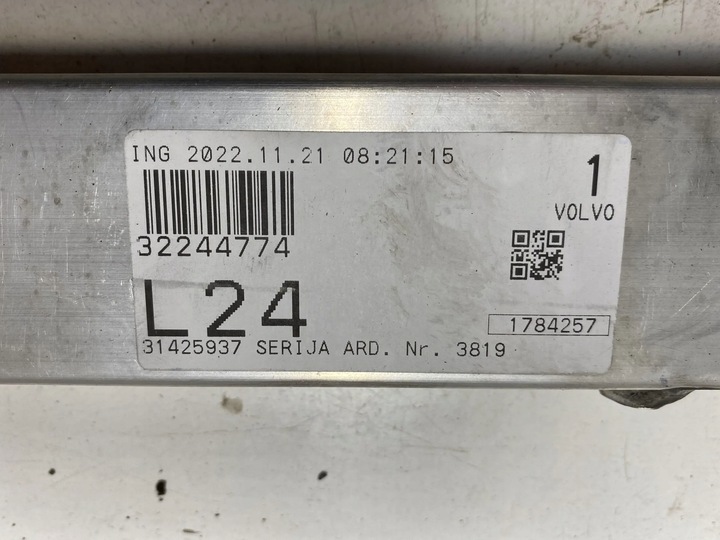 ING 2022.11.21 08:21:15
1
VOLVO
32244774
L24
1784257
31425937 SERIJA ARD. Nr. 3819